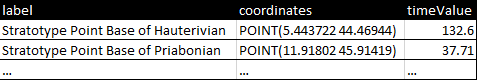 label coordinates timeValue
Stratotype Point Base of Hauterivian POINT(5.443722 44.46944) 132.6
Stratotype Point Base of Priabonian POINT(11.91802 45.91419) 37.71
... ... ...